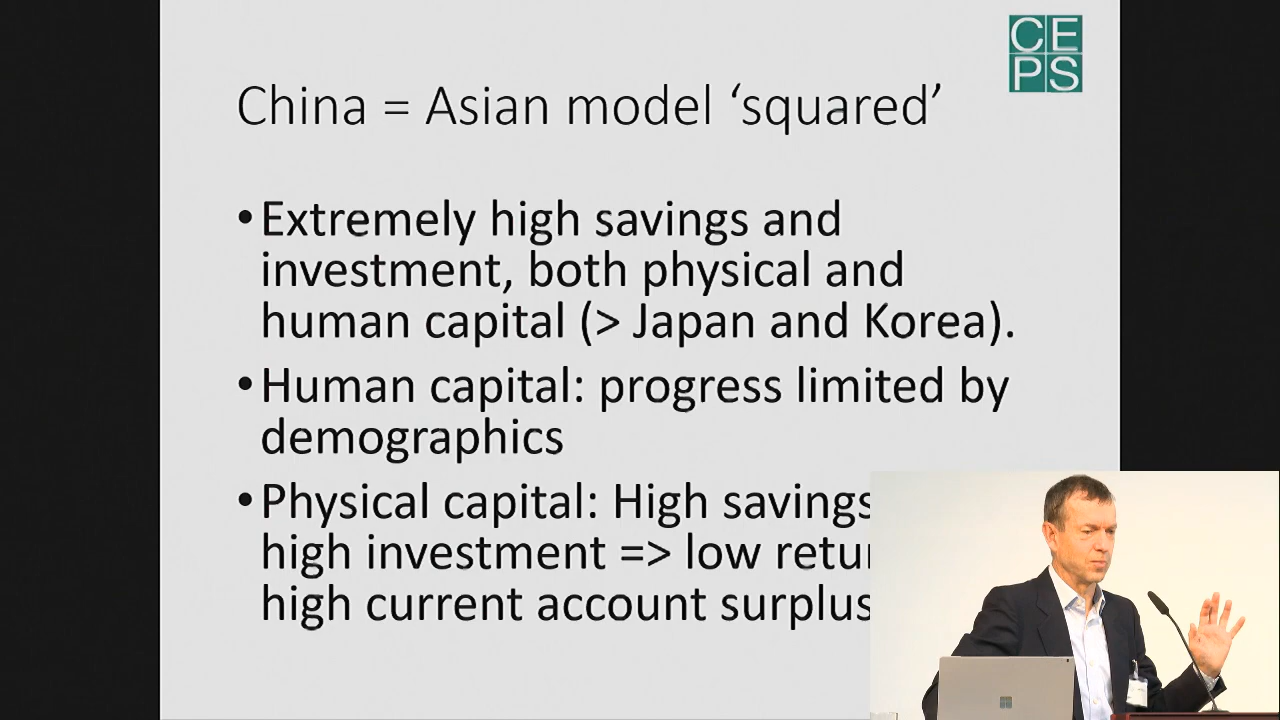 CE
PS
China = Asian model ‘squared’
•Extremely high savings and
investment, both physical and
human capital (> Japan and Korea).
•Human capital: progress limited by
demographics
•Physical capital: High savings
high investment => low
high current account surplus